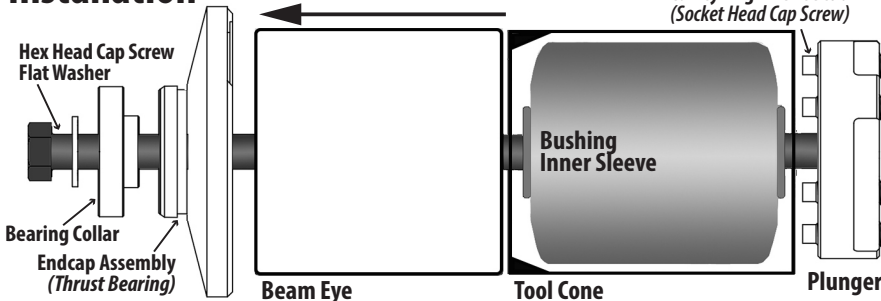 Installation
(Socket Head Cap Screw)
Hex Head Cap Screw
Flat Washer
Bushing
Inner Sleeve
Bearing Collar
Endcap Assembly
(Thrust Bearing)
Beam Eye
Tool Cone
Plunger